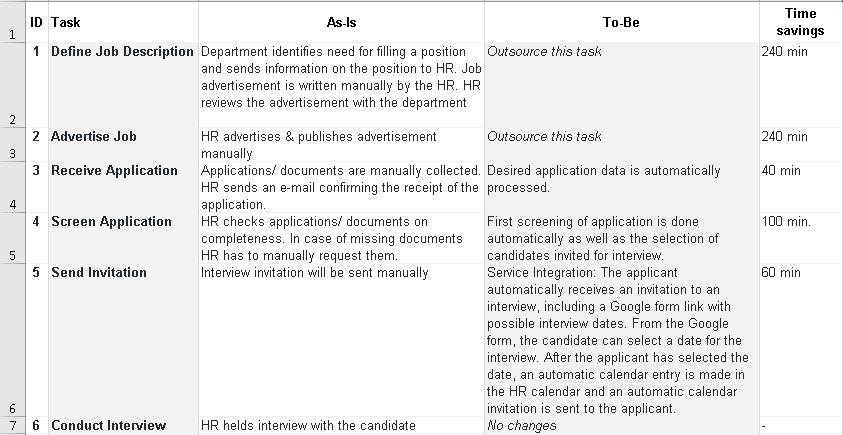 ID Task As-Is To-Be Time
savings
1
1 Define Job Description Department identifies need for filling a position Outsource this task 240 min
and sends information on the position to HR. Job
advertisement is written manually by the HR. HR
reviews the advertisement with the department
2
2 Advertise Job HR advertises & publishes advertisement Outsource this task 240 min
manually
3
3 Receive Application Applications/ documents are manually collected. Desired application data is automatically 40 min
HR sends an e-mail confirming the receipt of the processed.
application.
4
4 Screen Application HR checks applications/ documents on First screening of application is done 100 min.
completeness. In case of missing documents automatically as well as the selection of
HR has to manually request them. candidates invited for interview.
5
5 Send Invitation Interview invitation will be sent manually Service Integration: The applicant 60 min
automatically receives an invitation to an
interview, including a Google form link with
possible interview dates. From the Google
form, the candidate can select a date for the
interview. After the applicant has selected the
date, an automatic calendar entry is made in
the HR calendar and an automatic calendar
invitation is sent to the applicant.
6
7 6 Conduct Interview HR helds interview with the candidate No changes -